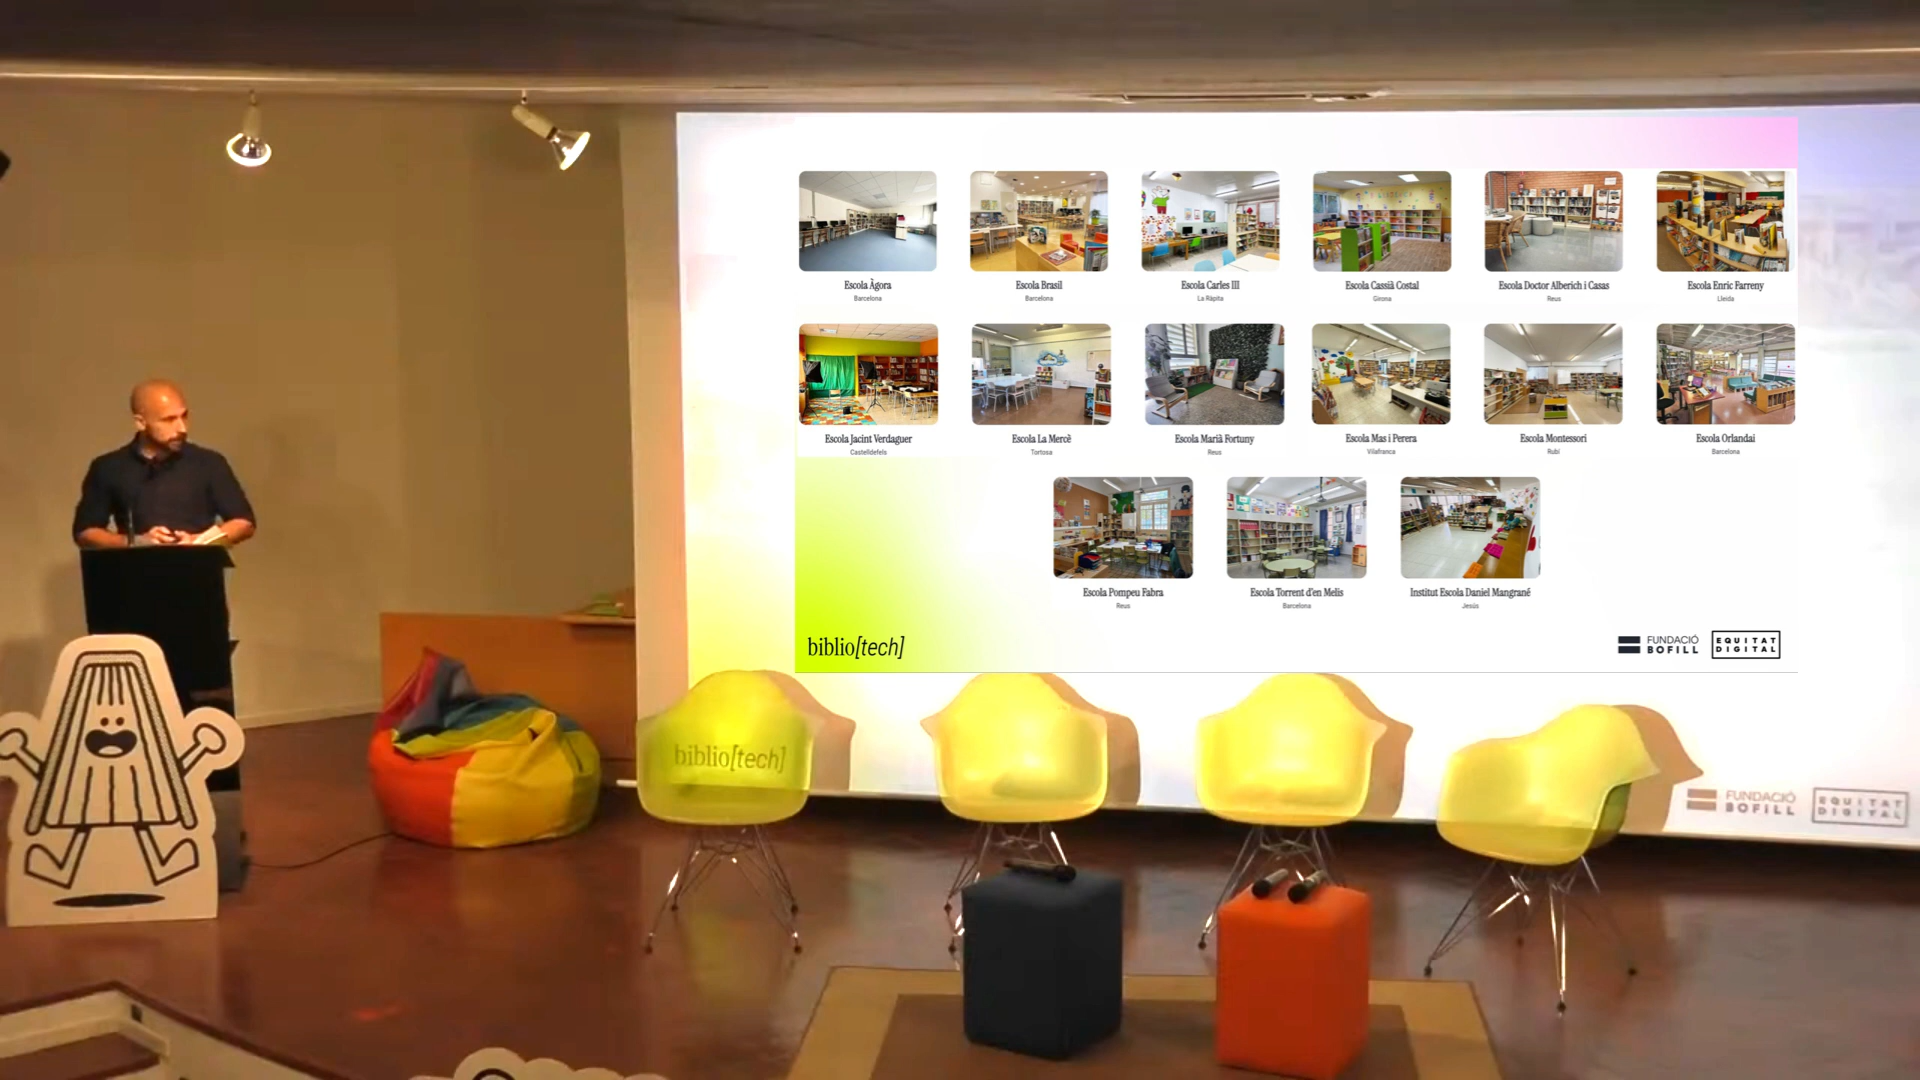 Escola Àgora
Barcelona
Escola Brasil
Barcelona
Escola Carles III
La Ràpita
Escola Cassià Costal
Girona
Escola Doctor Alberich i Casas
Reus
Escola Enric Farreny
Lleida
Escola Jacint Verdaguer
Castelldefels
Escola La Mercè
Tortosa
Escola Marià Fortuny
Reus
Escola Mas i Perera
Vilafranca
Escola Montessori
Rubí
Escola Orlandai
Barcelona
Escola Pompeu Fabra
Reus
Escola Torrent d'en Melis
Barcelona
Institut Escola Daniel Mangrané
Jesús
biblio[tech]
FUNDACIÓ
BOFILL
EQUITAT
DIGITAL
biblio[tech]
FUNDACIÓ
BOFILL
EQUITAT
DIGITAL